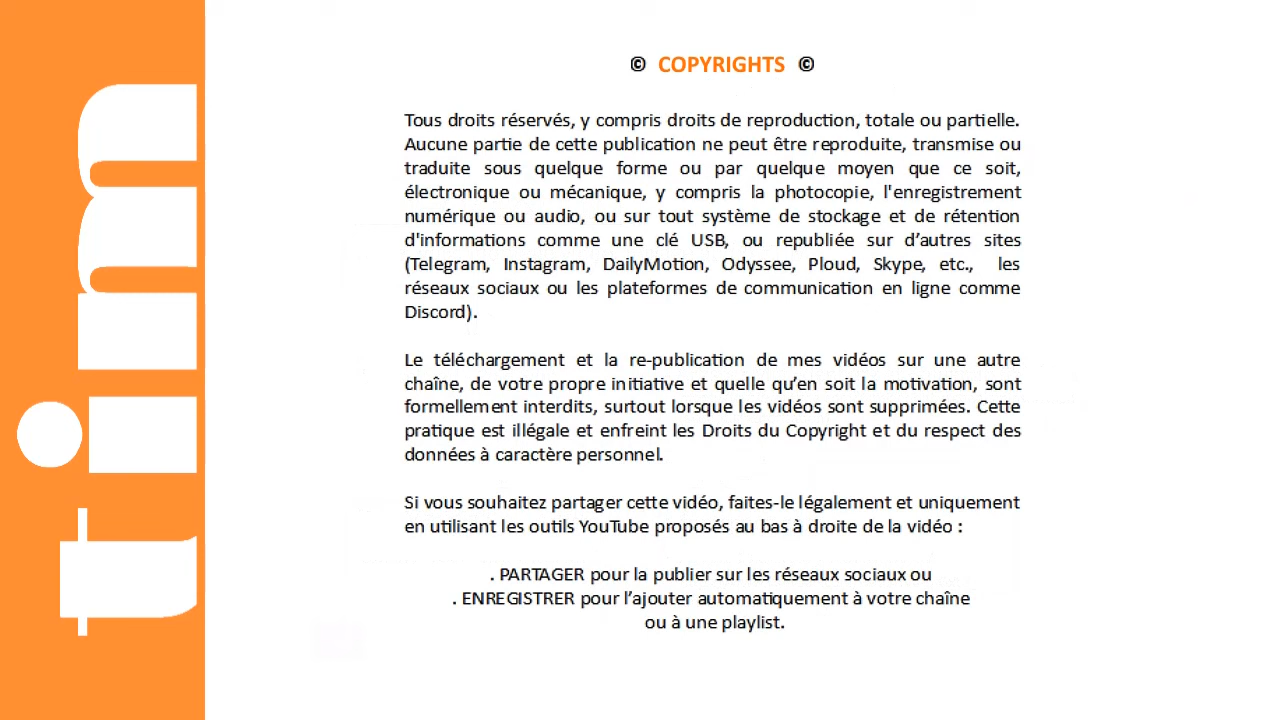 tim
© COPYRIGHTS ©
Tous droits réservés, y compris droits de reproduction, totale ou partielle.
Aucune partie de cette publication ne peut être reproduite, transmise ou
traduite sous quelque forme ou par quelque moyen que ce soit,
électronique ou mécanique, y compris la photocopie, l'enregistrement
numérique ou audio, ou sur tout système de stockage et de rétention
d'informations comme une clé USB, ou republiée sur d’autres sites
(Telegram, Instagram, DailyMotion, Odyssee, Ploud, Skype, etc., les
réseaux sociaux ou les plateformes de communication en ligne comme
Discord).
Le téléchargement et la re-publication de mes vidéos sur une autre
chaîne, de votre propre initiative et quelle qu’en soit la motivation, sont
formellement interdits, surtout lorsque les vidéos sont supprimées. Cette
pratique est illégale et enfreint les Droits du Copyright et du respect des
données à caractère personnel.
Si vous souhaitez partager cette vidéo, faites-le légalement et uniquement
en utilisant les outils YouTube proposés au bas à droite de la vidéo :
. PARTAGER pour la publier sur les réseaux sociaux ou
. ENREGISTRER pour l’ajouter automatiquement à votre chaîne
ou à une playlist.